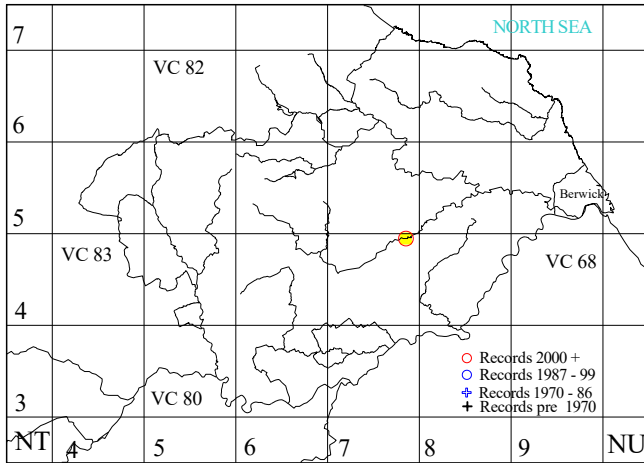 NORTH SEA
7
VC 82
6
Berwick
5
VC 83
VC 68
4
Records 2000 +
Records 1987 - 99
Records 1970 - 86
VC 80
Records pre 1970
3
NT 4 5 6 7 8 9 NU